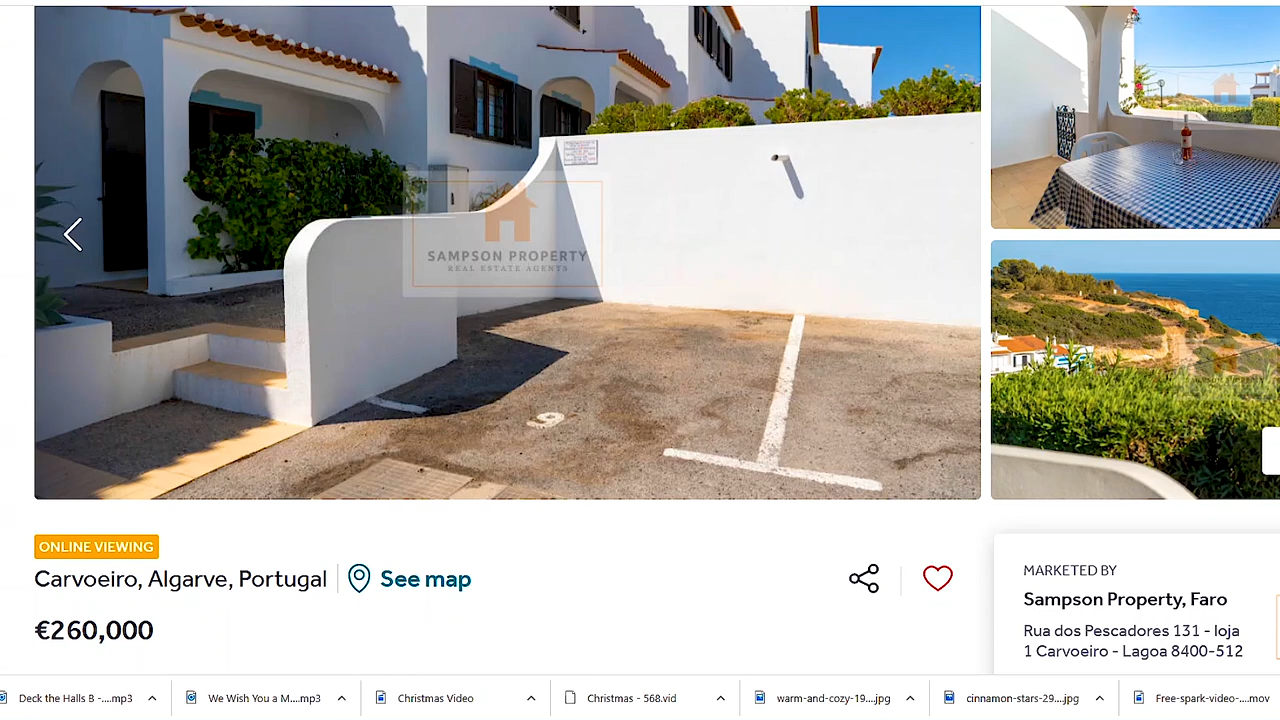 SAMPSON PROPERTY
REAL ESTATE AGENTS
9
ONLINE VIEWING
Carvoeiro, Algarve, Portugal
See map
€260,000
MARKETED BY
Sampson Property, Faro
Rua dos Pescadores 131 - loja
1 Carvoeiro - Lagoa 8400-512
Deck the Halls B -....mp3
We Wish You a M....mp3
Christmas Video
Christmas - 568.vid
warm-and-cozy-19....jpg
cinnamon-stars-29....jpg
Free-spark-video-....mov